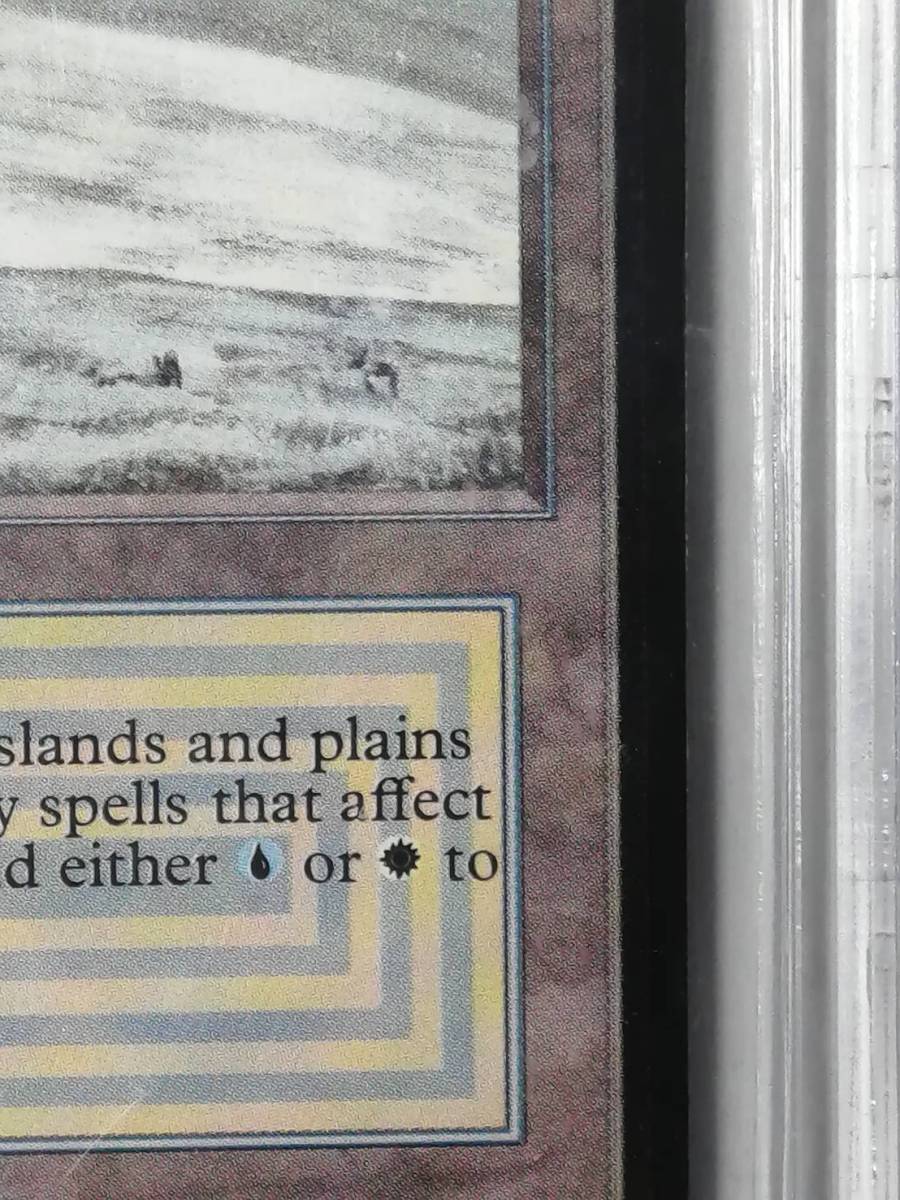 slands and plains
y spells that affect
d either or to